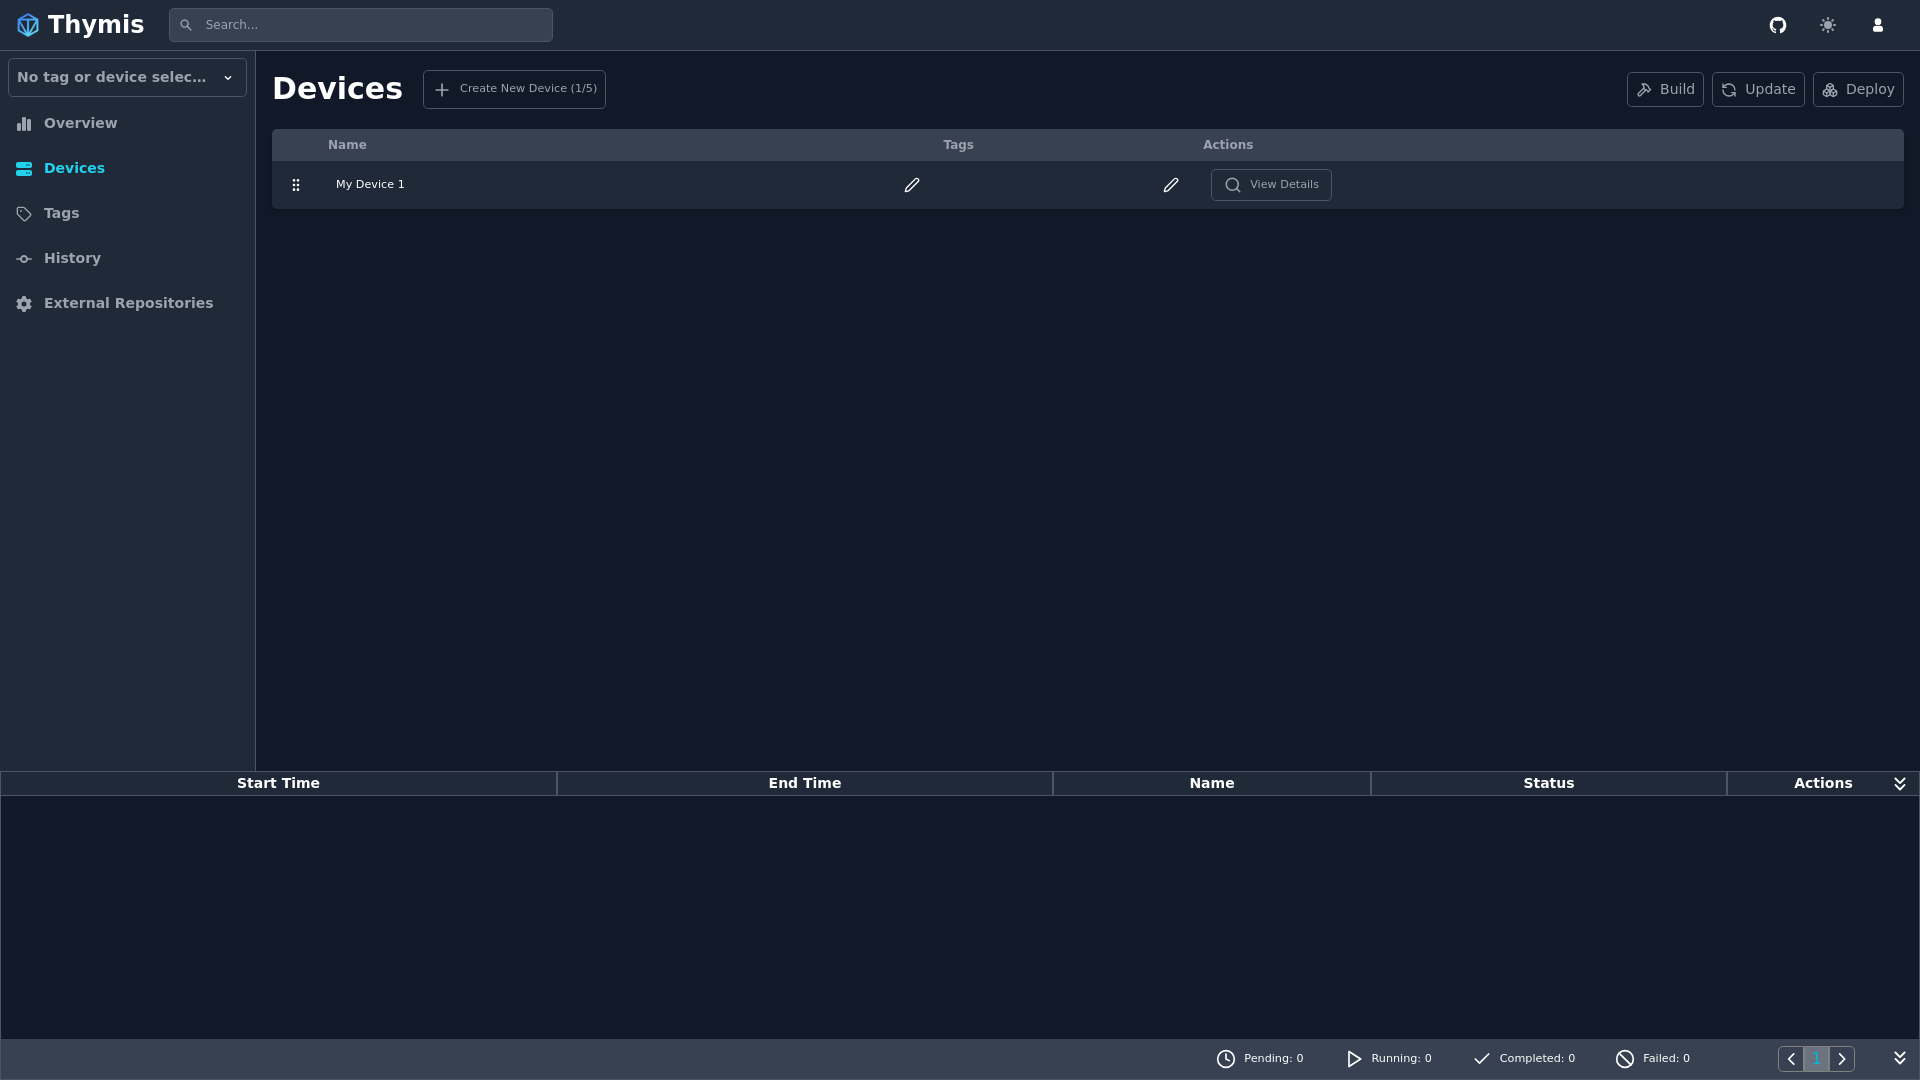 Thymis
Search...
No tag or device selec...
Overview
Devices
Tags
History
External Repositories
Devices
Create New Device (1/5)
Build
Update
Deploy
Name
Tags
Actions
My Device 1
View Details
Start Time
End Time
Name
Status
Actions
Pending: 0
Running: 0
Completed: 0
Failed: 0
1